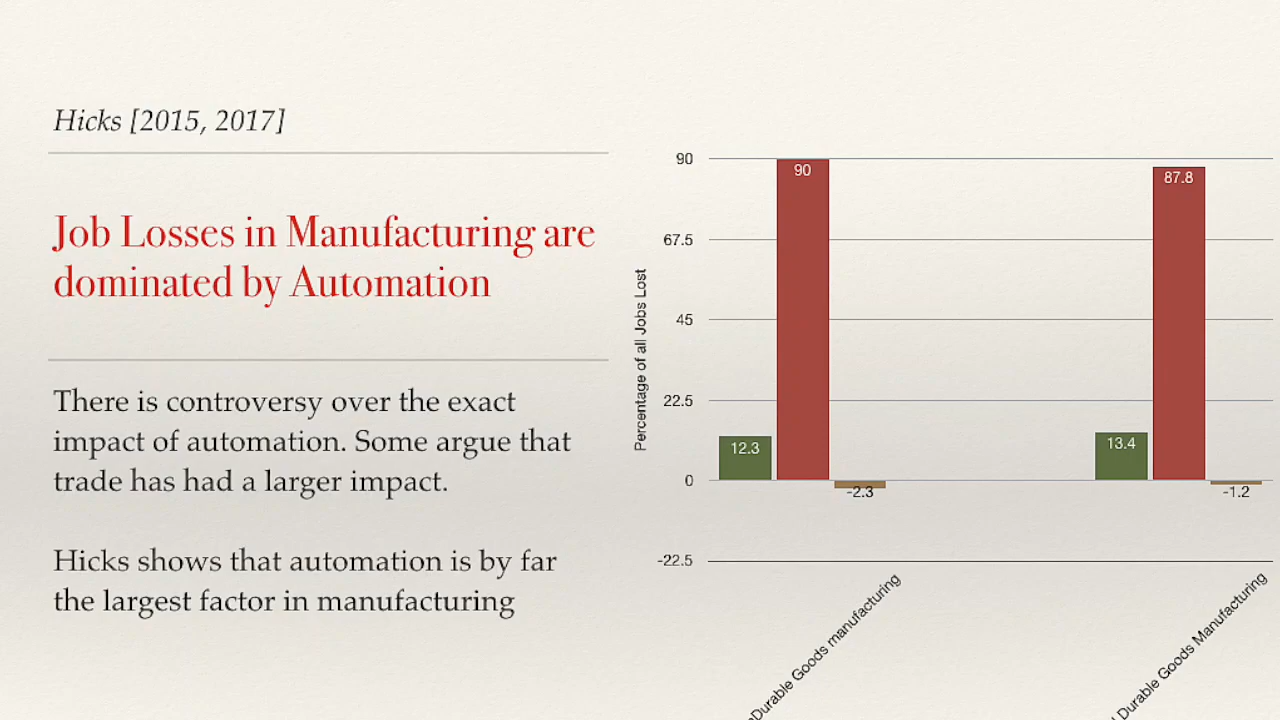 Hicks [2015, 2017]
Job Losses in Manufacturing are
dominated by Automation
There is controversy over the exact
impact of automation. Some argue that
trade has had a larger impact.
Hicks shows that automation is by far
the largest factor in manufacturing
Percentage of all Jobs Lost
90
67.5
45
22.5
0
-22.5
12.3
90
-2.3
13.4
87.8
-1.2
Durable Goods manufacturing
Durable Goods Manufacturing